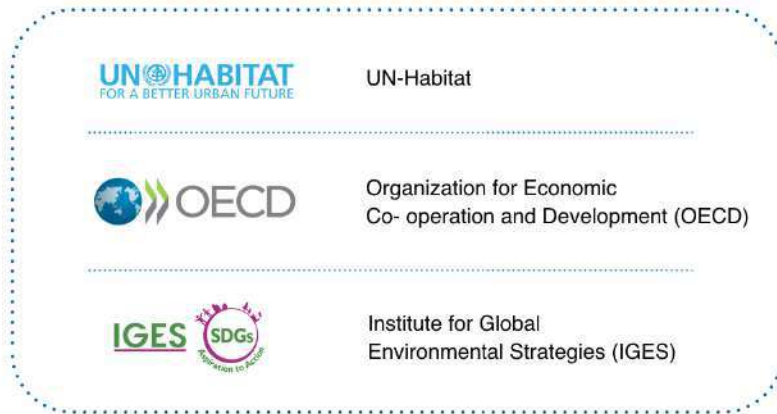 UN HABITAT
FOR A BETTER URBAN FUTURE
UN-Habitat
OECD
Organization for Economic
Co- operation and Development (OECD)
IGES
SDGs
Aspiration to Action
Institute for Global
Environmental Strategies (IGES)